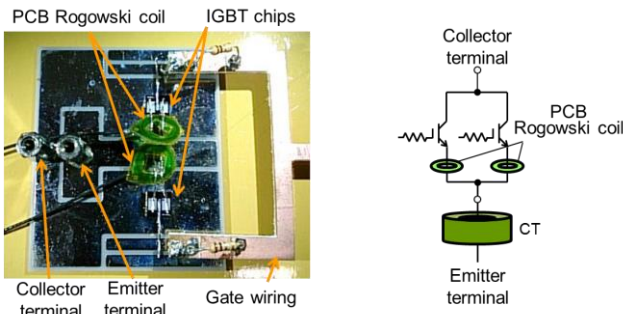 PCB Rogowski coil
IGBT chips
Collector
terminal
Emitter
terminal
Gate wiring
Collector
terminal
PCB
Rogowski coil
CT
Emitter
terminal